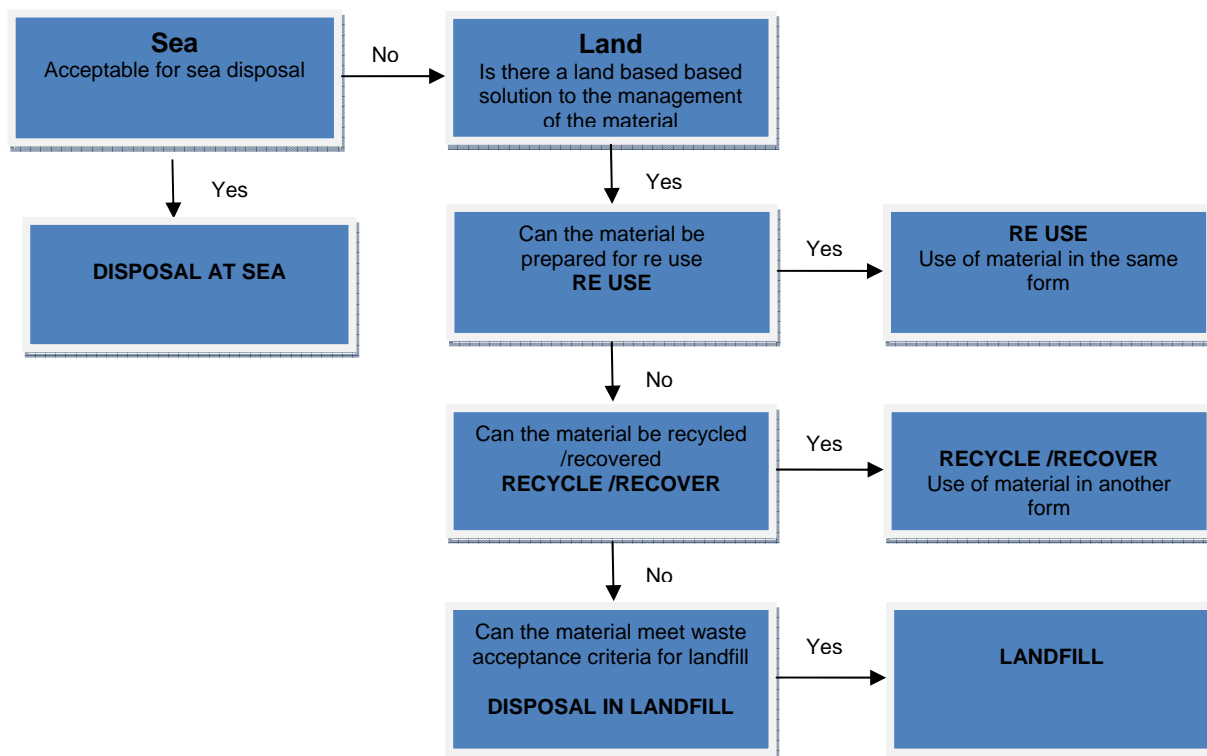 Sea
Acceptable for sea disposal
No
Land
Is there a land based based
solution to the management
of the material
Yes
Yes
DISPOSAL AT SEA
Can the material be
prepared for re use
RE USE
Yes
RE USE
Use of material in the same
form
No
Can the material be recycled
/recovered
RECYCLE /RECOVER
Yes
RECYCLE /RECOVER
Use of material in another
form
No
Can the material meet waste
acceptance criteria for landfill
DISPOSAL IN LANDFILL
Yes
LANDFILL